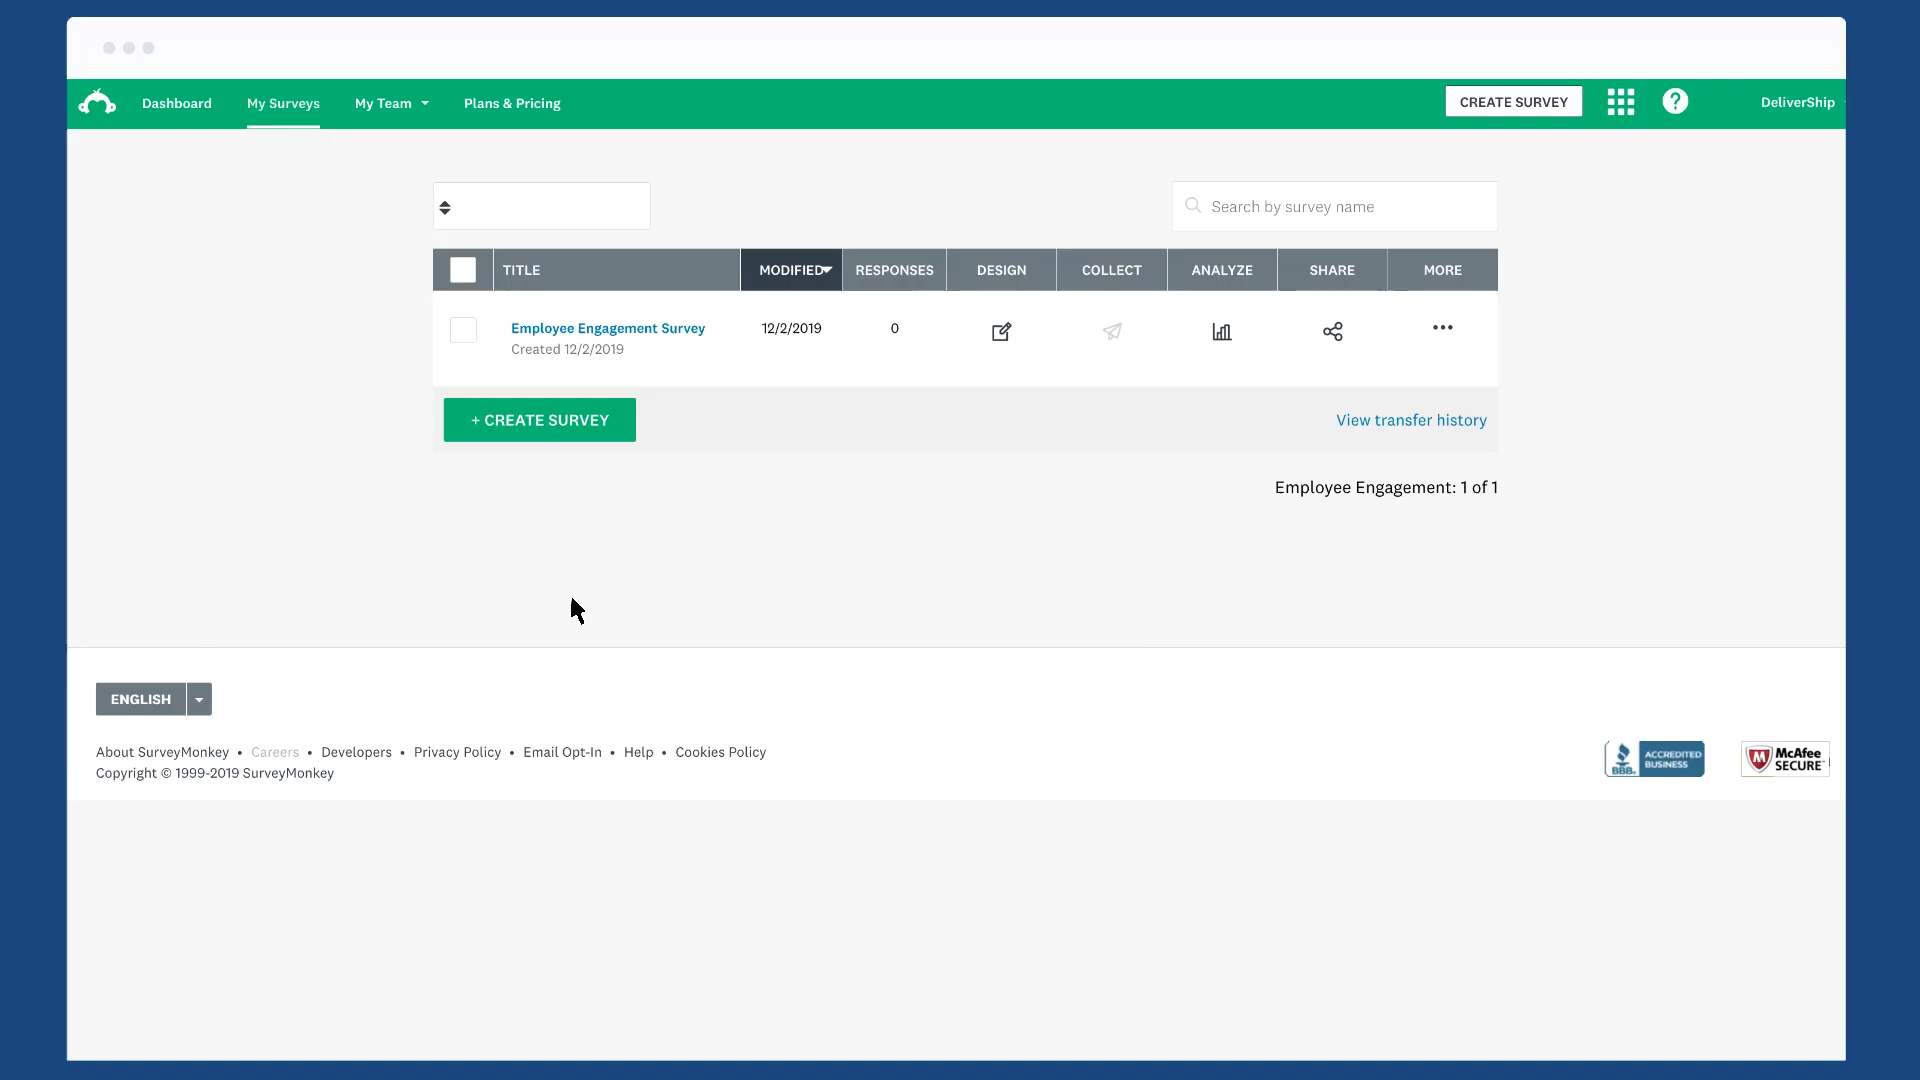 Dashboard My Surveys My Team Plans & Pricing CREATE SURVEY ? DeliverShip
Search by survey name
TITLE MODIFIED RESPONSES DESIGN COLLECT ANALYZE SHARE MORE
Employee Engagement Survey 12/2/2019 0
Created 12/2/2019
+ CREATE SURVEY View transfer history
Employee Engagement: 1 of 1
ENGLISH
About SurveyMonkey • Careers • Developers • Privacy Policy • Email Opt-In • Help • Cookies Policy
Copyright © 1999-2019 SurveyMonkey
BBB. ACCREDITED BUSINESS
McAfee SECURE